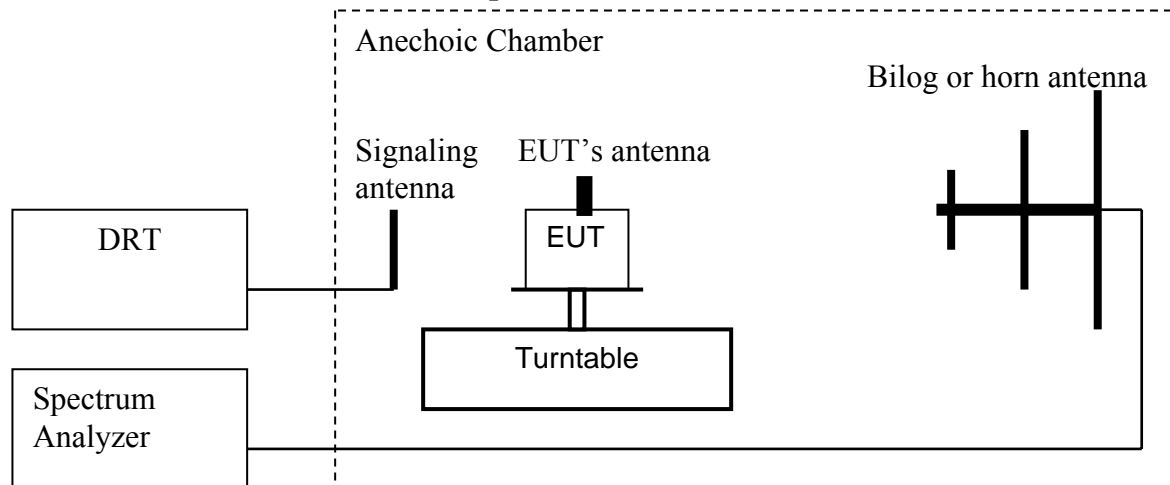 Anechoic Chamber
Bilog or horn antenna
Signaling
antenna
EUT’s antenna
DRT
EUT
Turntable
Spectrum
Analyzer